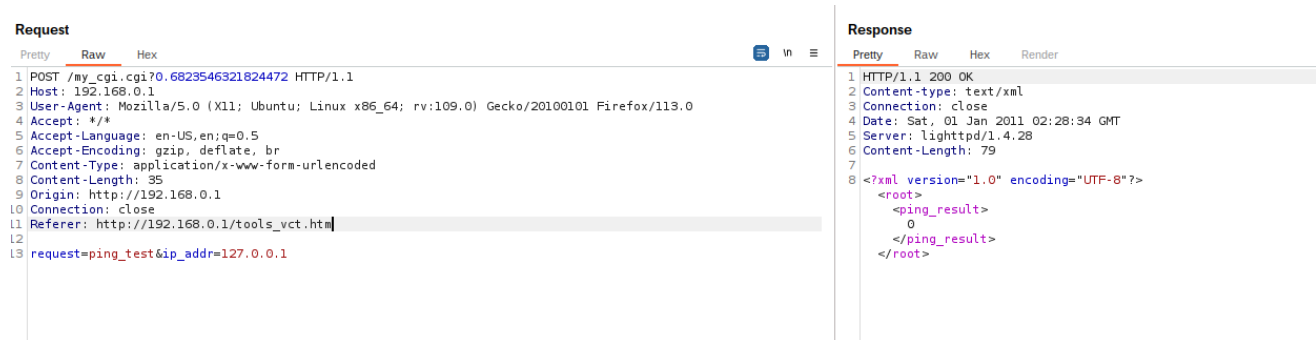 Request
Pretty Raw Hex
\n ≡
1 POST /my_cgi.cgi?0.6823546321824472 HTTP/1.1
2 Host: 192.168.0.1
3 User-Agent: Mozilla/5.0 (X11; Ubuntu; Linux x86_64; rv:109.0) Gecko/20100101 Firefox/113.0
4 Accept: */*
5 Accept-Language: en-US,en;q=0.5
6 Accept-Encoding: gzip, deflate, br
7 Content-Type: application/x-www-form-urlencoded
8 Content-Length: 35
9 Origin: http://192.168.0.1
10 Connection: close
11 Referer: http://192.168.0.1/tools_vct.htm
12
13 request=ping_test&ip_addr=127.0.0.1
Response
Pretty Raw Hex Render
1 HTTP/1.1 200 OK
2 Content-type: text/xml
3 Connection: close
4 Date: Sat, 01 Jan 2011 02:28:34 GMT
5 Server: lighttpd/1.4.28
6 Content-Length: 79
7
8 <?xml version="1.0" encoding="UTF-8"?>
<root>
<ping_result>
0
</ping_result>
</root>